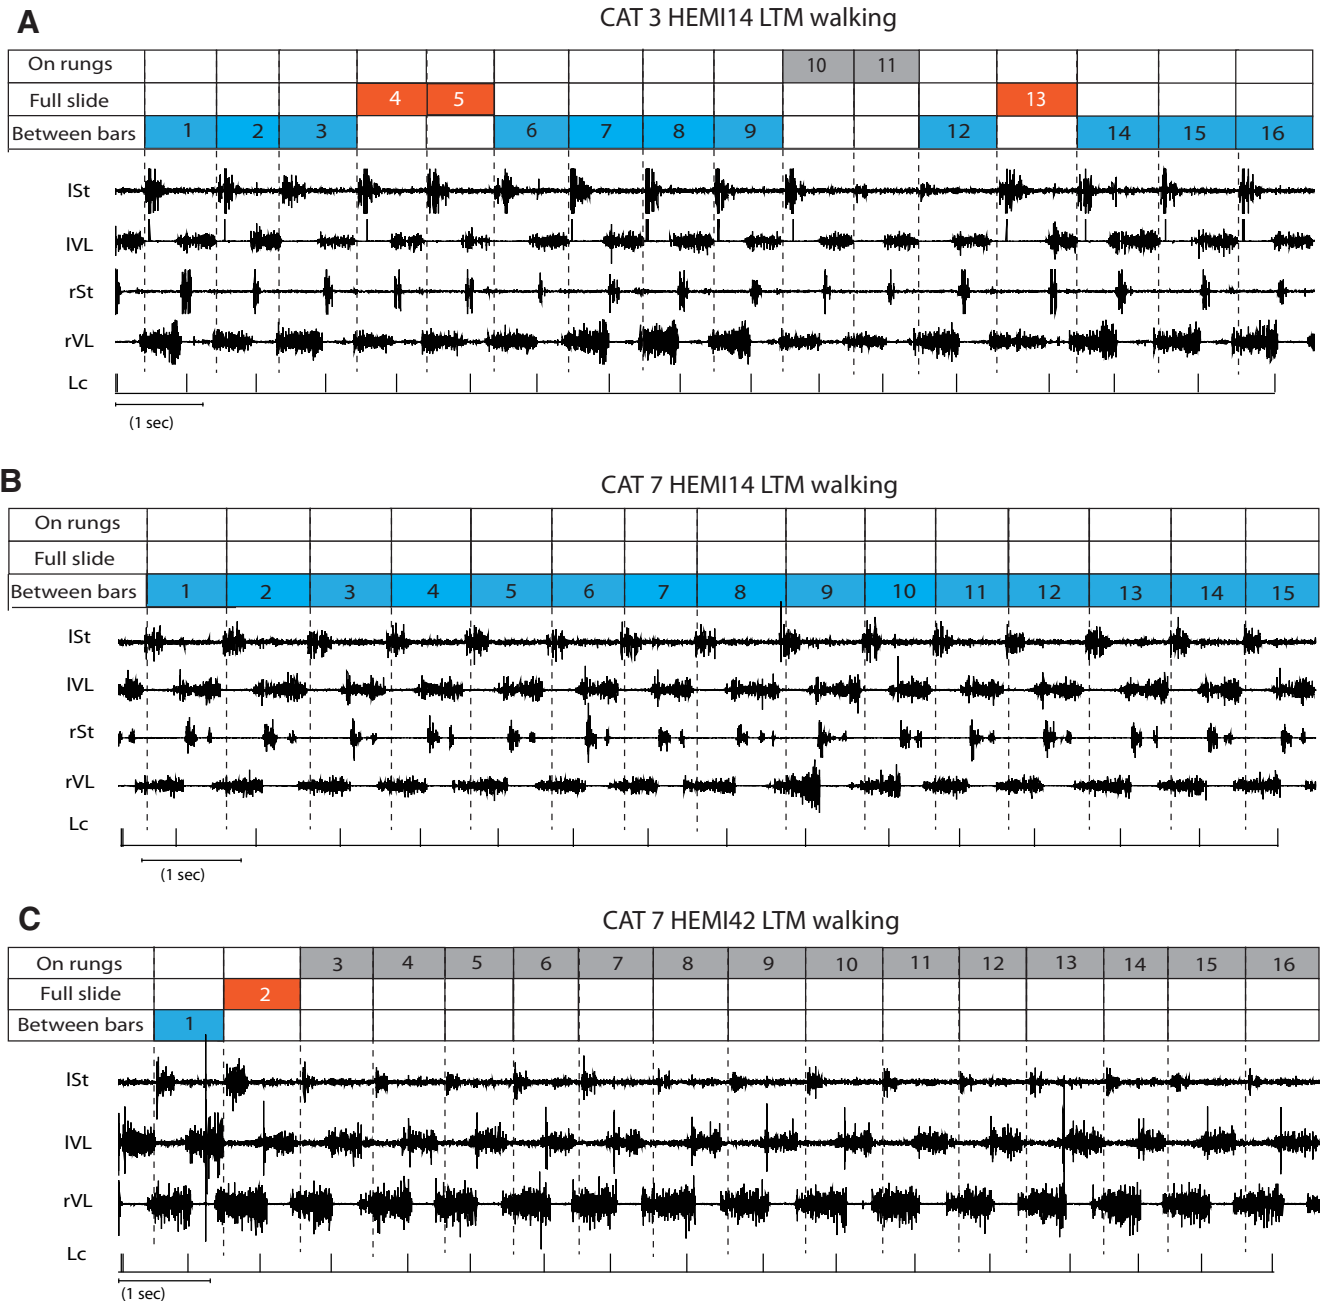 A
CAT 3 HEMI14 LTM walking
On rungs 10 11
Full slide 4 5 13
Between bars 1 2 3 6 7 8 9 12 14 15 16
lSt
lVL
rSt
rVL
Lc
(1 sec)
B
CAT 7 HEMI14 LTM walking
On rungs
Full slide
Between bars 1 2 3 4 5 6 7 8 9 10 11 12 13 14 15
lSt
lVL
rSt
rVL
Lc
(1 sec)
C
CAT 7 HEMI42 LTM walking
On rungs 3 4 5 6 7 8 9 10 11 12 13 14 15 16
Full slide 2
Between bars 1
lSt
lVL
rVL
Lc
(1 sec)